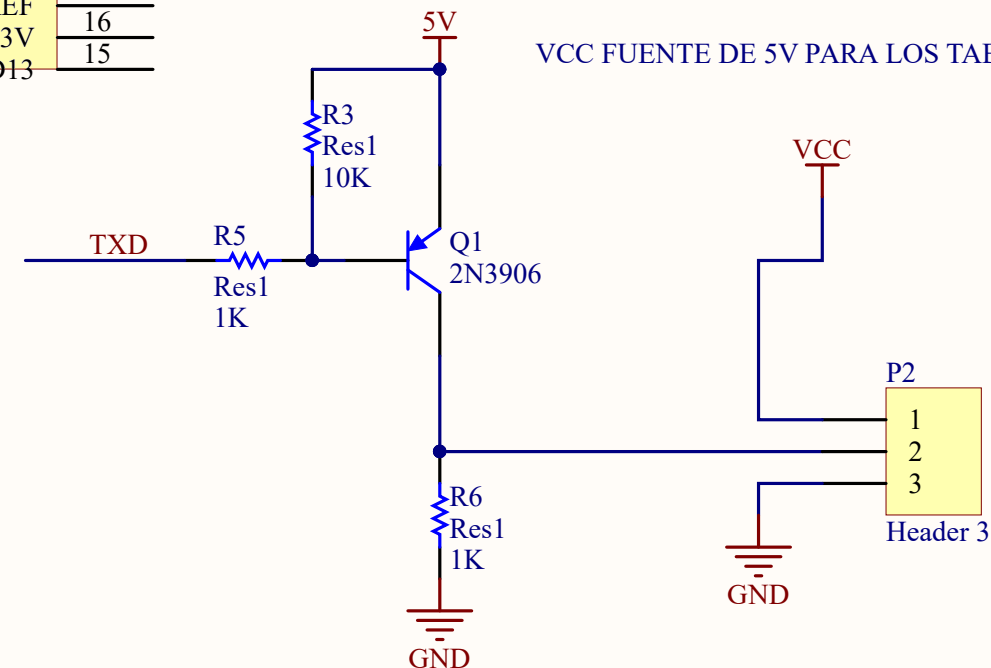 16
3V
15
5V
VCC FUENTE DE 5V PARA LOS
R3
Res1
10K
VCC
TXD
R5
Res1
1K
Q1
2N3906
P2
1
2
3
Header 3
R6
Res1
1K
GND
GND